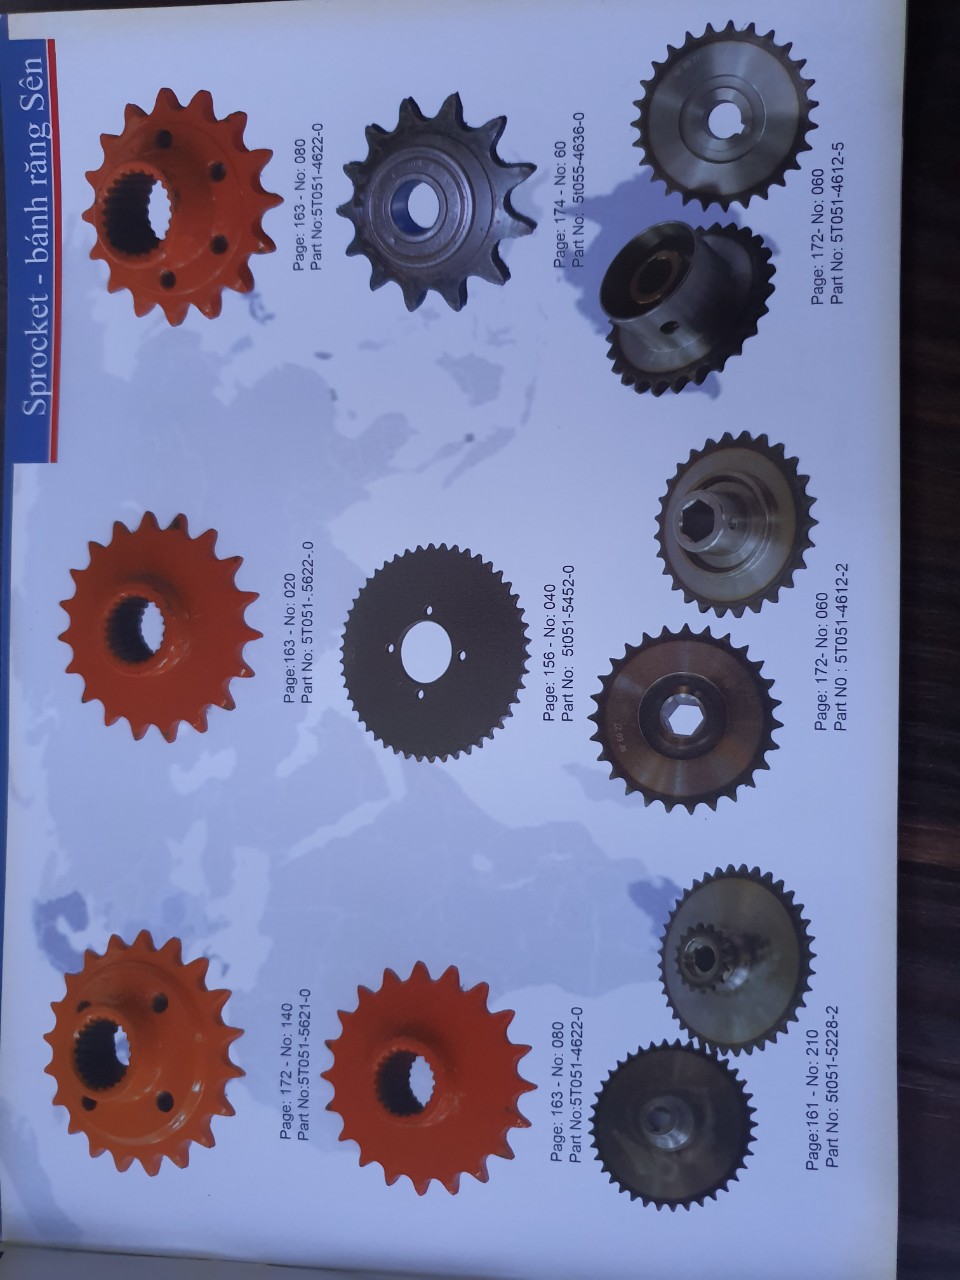 Sprocket - bánh răng Sên
Page: 172 - No: 140
Part No:5T051-5621-0
Page:163 - No: 020
Part No: 5T051-.5622-.0
Page: 163 - No: 080
Part No:5T051-4622-0
Page: 163 - No: 080
Part No:5T051-4622-0
Page: 156 - No: 040
Part No: 5t051-5452-0
Page: 174 - No: 60
Part No: 5t055-4636-0
Page:161 - No: 210
Part No: 5t051-5228-2
Page: 172- No: 060
Part N0 : 5T051-4612-2
Page: 172- No: 060
Part No: 5T051-4612-5